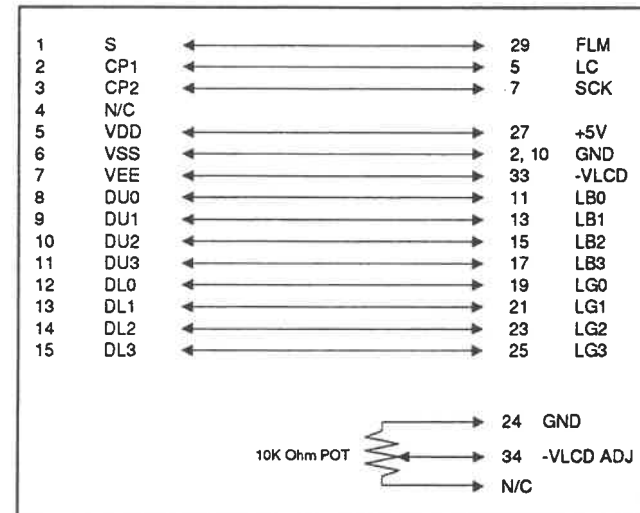 1 S 29 FLM
2 CP1 5 LC
3 CP2 7 SCK
4 N/C
5 VDD 27 +5V
6 VSS 2, 10 GND
7 VEE 33 -VLCD
8 DU0 11 LB0
9 DU1 13 LB1
10 DU2 15 LB2
11 DU3 17 LB3
12 DL0 19 LG0
13 DL1 21 LG1
14 DL2 23 LG2
15 DL3 25 LG3
24 GND
10K Ohm POT 34 -VLCD ADJ
N/C